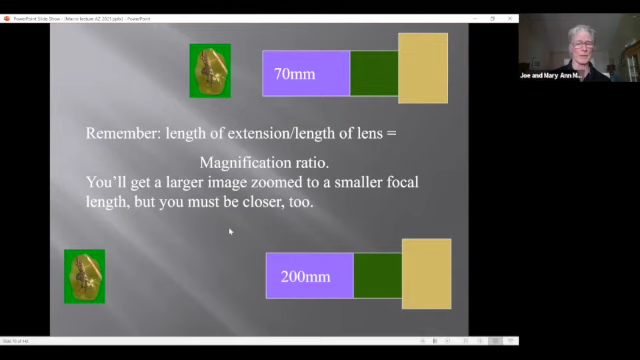 PowerPoint Slide Show - [Macro lecture AZ 2021.pptx] - PowerPoint
70mm
Joe and Mary Ann M...
Remember: length of extension/length of lens =
Magnification ratio.
You'll get a larger image zoomed to a smaller focal
length, but you must be closer, too.
200mm